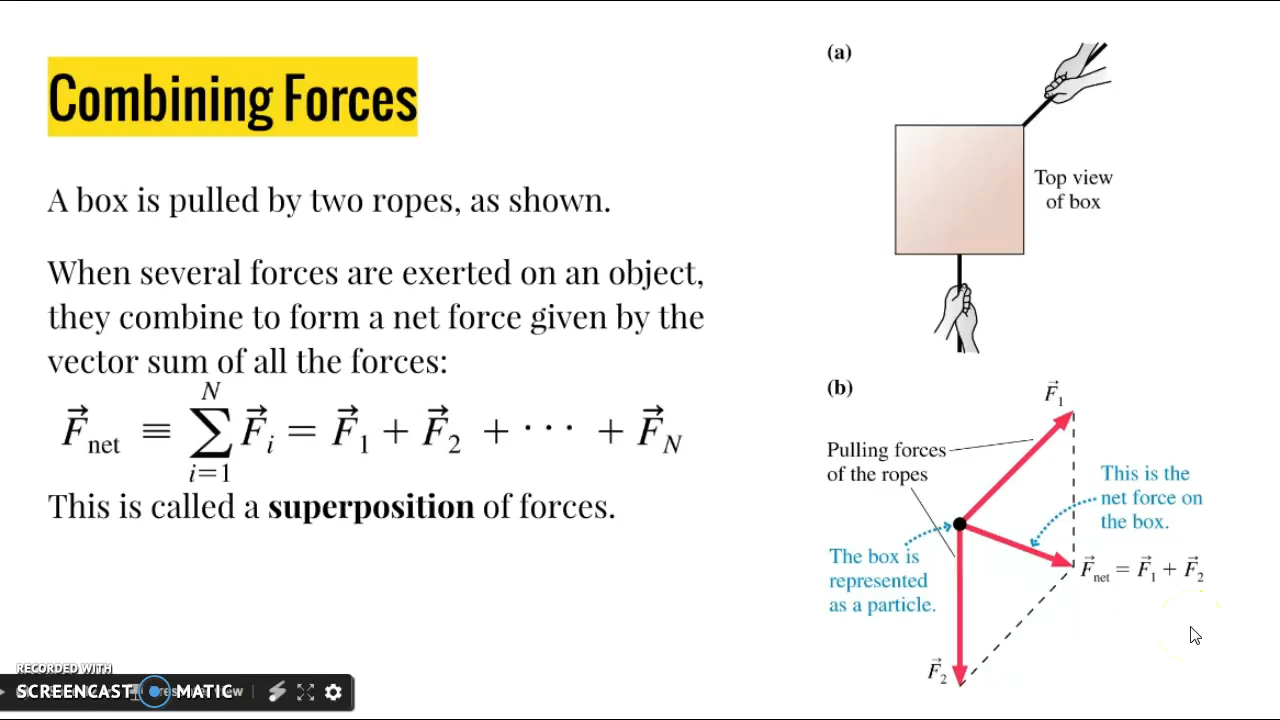 Combining Forces
A box is pulled by two ropes, as shown.
When several forces are exerted on an object,
they combine to form a net force given by the
vector sum of all the forces:
F⃗net ≡ ∑ᵢ₌₁ᴺ F⃗ᵢ = F⃗₁ + F⃗₂ + ··· + F⃗_N
This is called a superposition of forces.
(a)
Top view
of box
(b)
F⃗₁
Pulling forces
of the ropes
This is the
net force on
the box.
The box is
represented
as a particle.
F⃗net = F⃗₁ + F⃗₂
F⃗₂
RECORDED WITH
SCREENCAST MATIC